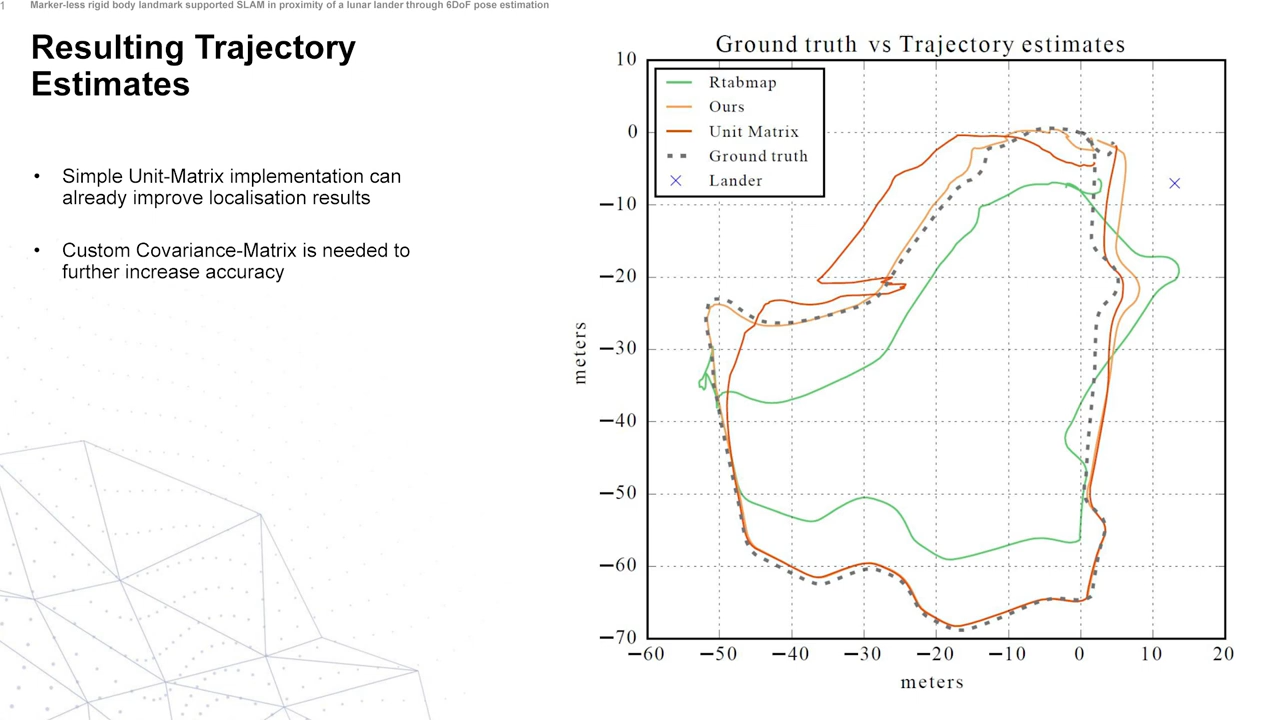 1 Marker-less rigid body landmark supported SLAM in proximity of a lunar lander through 6DoF pose estimation
Resulting Trajectory
Estimates
• Simple Unit-Matrix implementation can
already improve localisation results
• Custom Covariance-Matrix is needed to
further increase accuracy
Ground truth vs Trajectory estimates
Rtabmap
Ours
Unit Matrix
Ground truth
Lander
10
0
−10
−20
−30
−40
−50
−60
−70
meters
−60 −50 −40 −30 −20 −10 0 10 20
meters